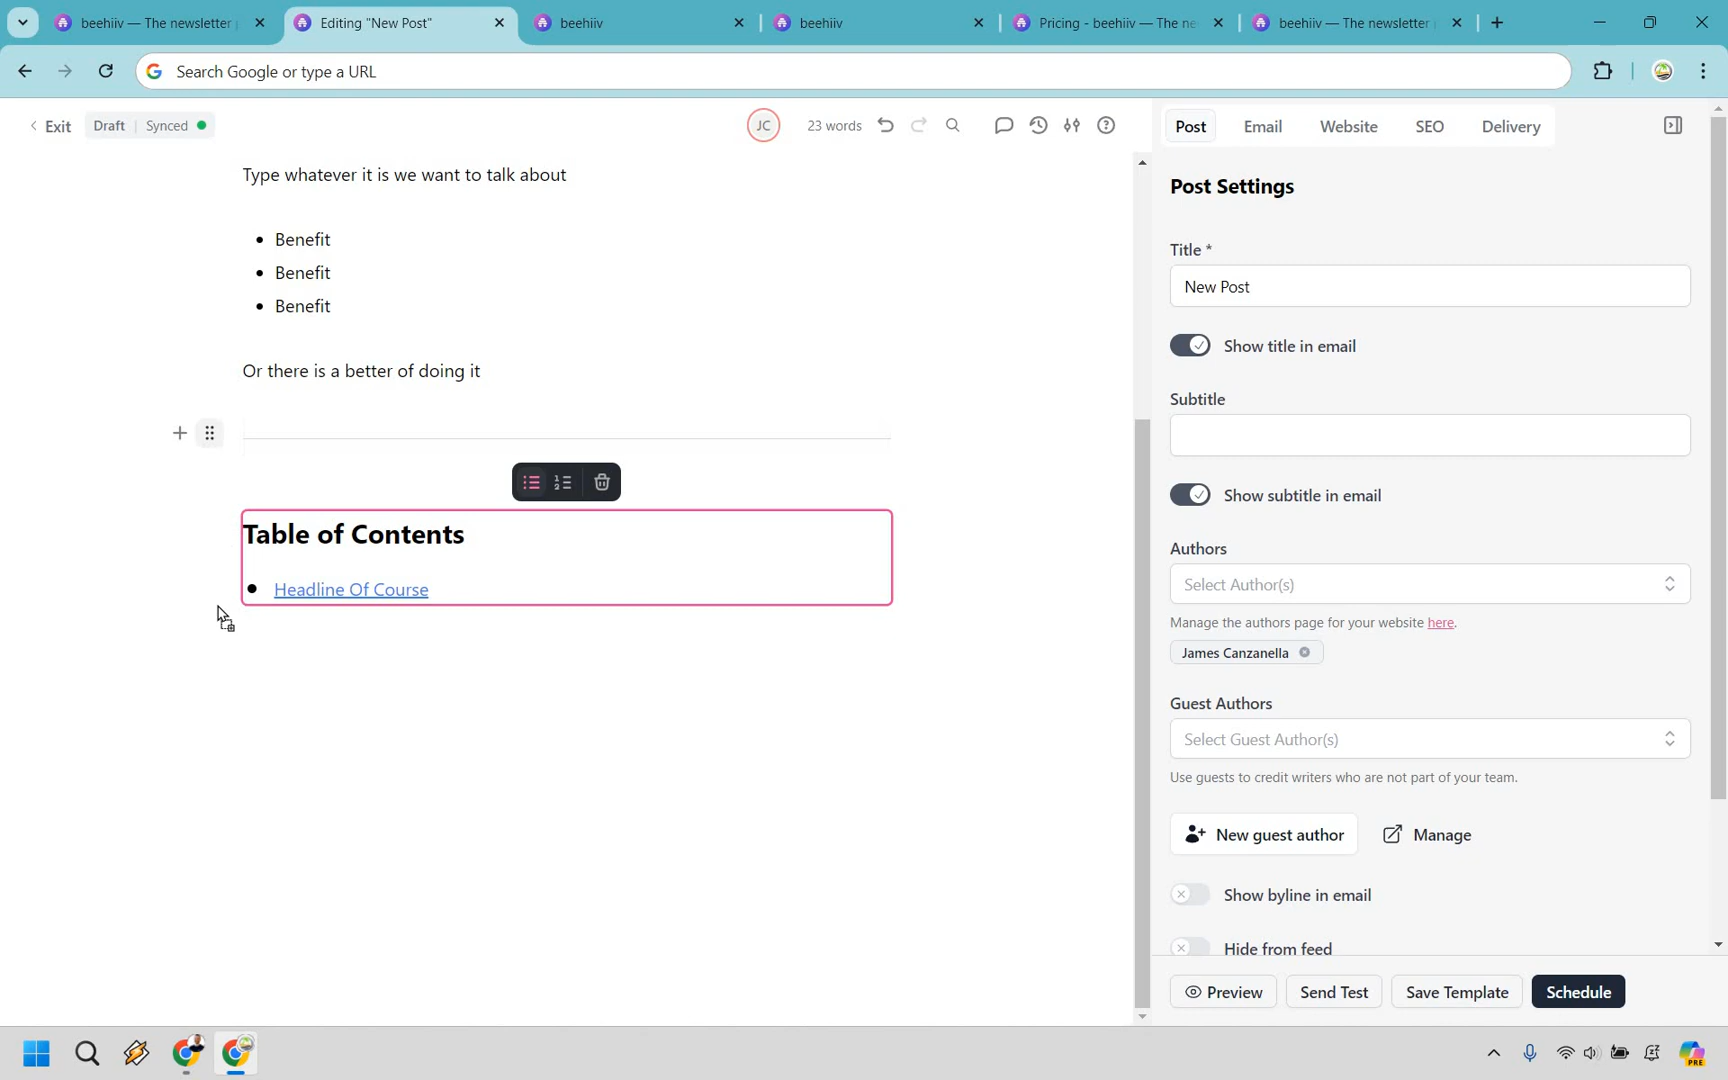 beehiiv — The newsletter
Editing "New Post"
beehiiv
beehiiv
Pricing - beehiiv — The ne
beehiiv — The newsletter
Search Google or type a URL
Exit
Draft
Synced
JC
23 words
Post
Email
Website
SEO
Delivery
Type whatever it is we want to talk about
Post Settings
Benefit
Benefit
Benefit
Title *
New Post
Show title in email
Or there is a better of doing it
Subtitle
Show subtitle in email
Table of Contents
Headline Of Course
Authors
Select Author(s)
Manage the authors page for your website here.
James Canzanella
Guest Authors
Select Guest Author(s)
Use guests to credit writers who are not part of your team.
New guest author
Manage
Show byline in email
Hide from feed
Preview
Send Test
Save Template
Schedule
PRE